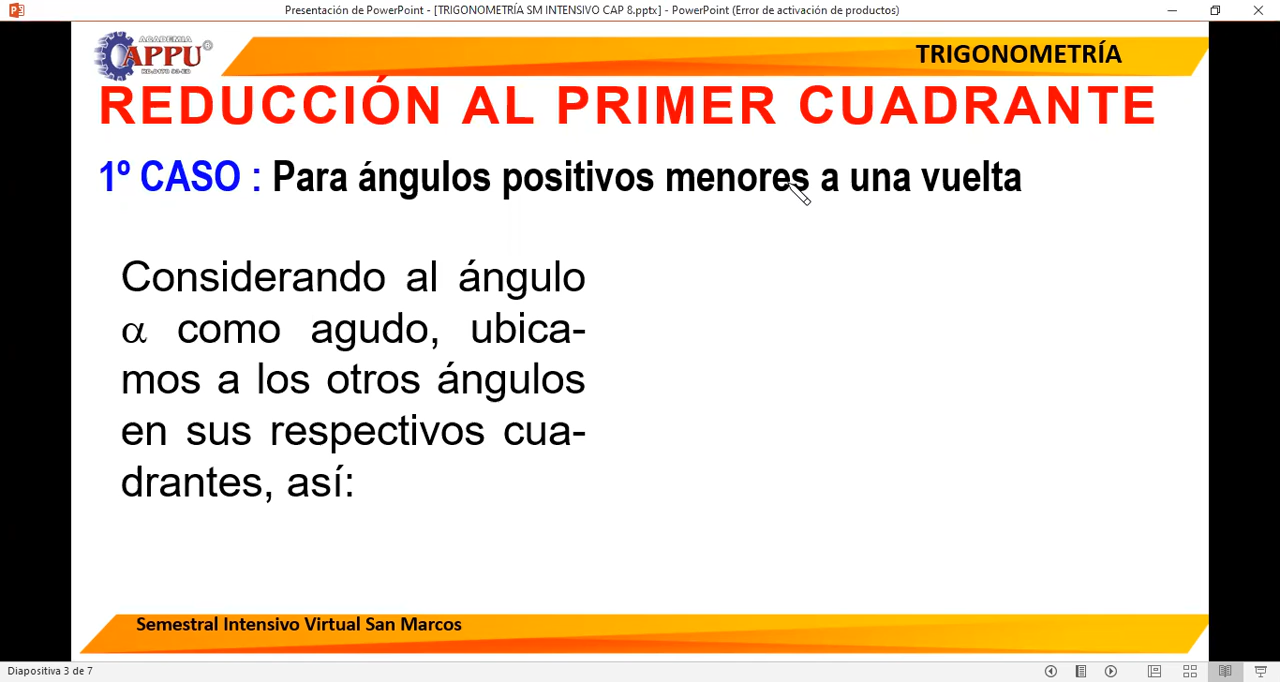 Presentación de PowerPoint - [TRIGONOMETRÍA SM INTENSIVO CAP 8.pptx] - PowerPoint (Error de activación de productos)
ACADEMIA
APPU
TRIGONOMETRÍA
REDUCCIÓN AL PRIMER CUADRANTE
1º CASO : Para ángulos positivos menores a una vuelta
Considerando al ángulo
α como agudo, ubica-
mos a los otros ángulos
en sus respectivos cua-
drantes, así:
Semestral Intensivo Virtual San Marcos
Diapositiva 3 de 7